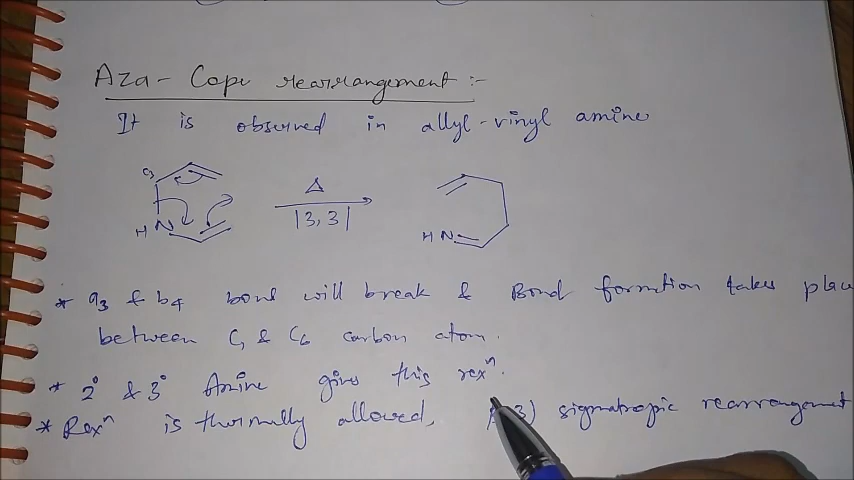 Aza - Cope rearrangement :-
It is observed in allyl-vinyl amine
C3
Δ
|3,3|
H N
H N
* a3 & b4 bond will break & Bond formation takes place
between C1 & C6 carbon atom.
* 2° & 3° Amine gives this rexⁿ.
* Rexⁿ is thermally allowed, 3) sigmatropic rearrangement